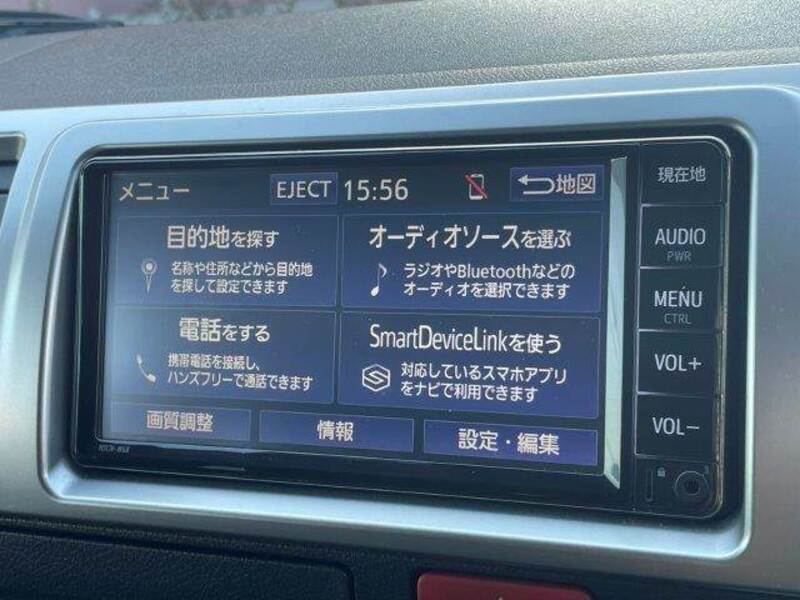 メニュー EJECT 15:56 地図
目的地を探す
名称や住所などから目的地
を探して設定できます
オーディオソースを選ぶ
ラジオやBluetoothなどの
オーディオを選択できます
電話をする
携帯電話を接続し、
ハンズフリーで通話できます
SmartDeviceLinkを使う
対応しているスマホアプリ
をナビで利用できます
画質調整 情報 設定・編集
現在地
AUDIO
PWR
MENU
CTRL
VOL+
VOL−